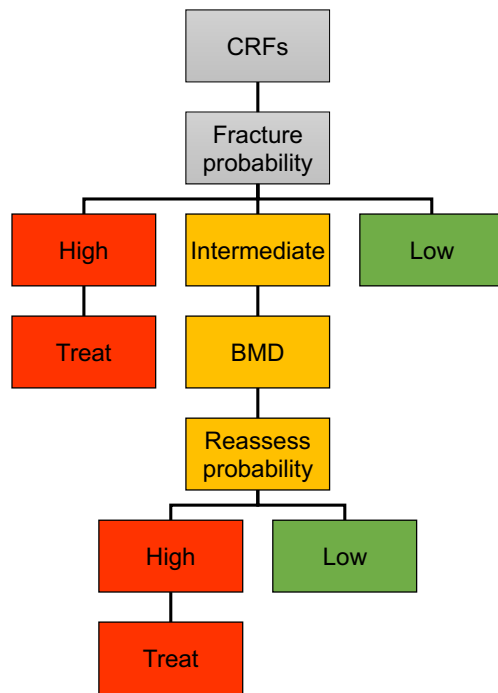 CRFs
Fracture
probability
High
Intermediate
Low
Treat
BMD
Reassess
probability
High
Low
Treat